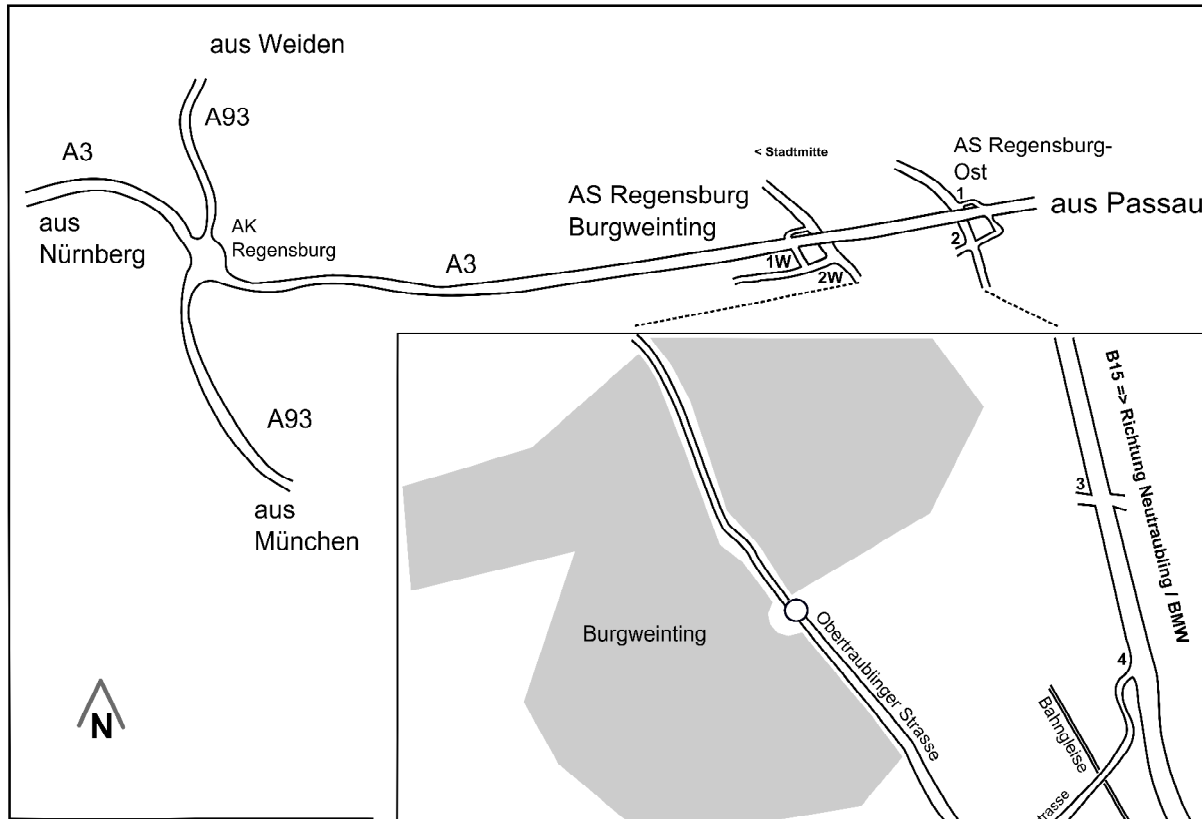 aus Weiden
A93
A3
< Stadtmitte
AS Regensburg-
Ost
1
AS Regensburg
Burgweinting
aus Passau
aus
Nürnberg
AK
Regensburg
2
A3
1W
2W
B15 => Richtung Neutraubling / BMW
A93
3
aus
München
Obertraublinger Strasse
Burgweinting
4
Bahngleise
N
trasse